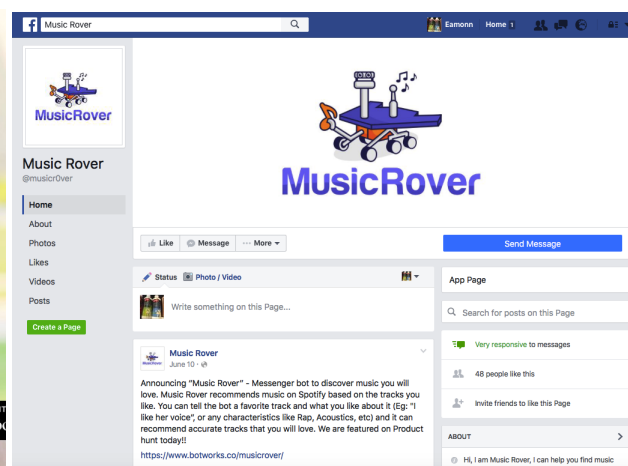 Music Rover
Eamonn
Home 1
MusicRover
Music Rover
@musicr0ver
Home
About
Photos
Likes
Videos
Posts
Create a Page
MusicRover
Like
Message
More
Send Message
Status
Photo / Video
Write something on this Page...
Music Rover
June 10
Announcing "Music Rover" - Messenger bot to discover music you will
love. Music Rover recommends music on Spotify based on the tracks you
like. You can tell the bot a favorite track and what you like about it (Eg: "I
like her voice", or any characteristics like Rap, Acoustics, etc) and it can
recommend accurate tracks that you will love. We are featured on Product
hunt today!!
https://www.botworks.co/musicrover/
App Page
Search for posts on this Page
Very responsive to messages
48 people like this
Invite friends to like this Page
ABOUT
Hi, I am Music Rover, I can help you find music